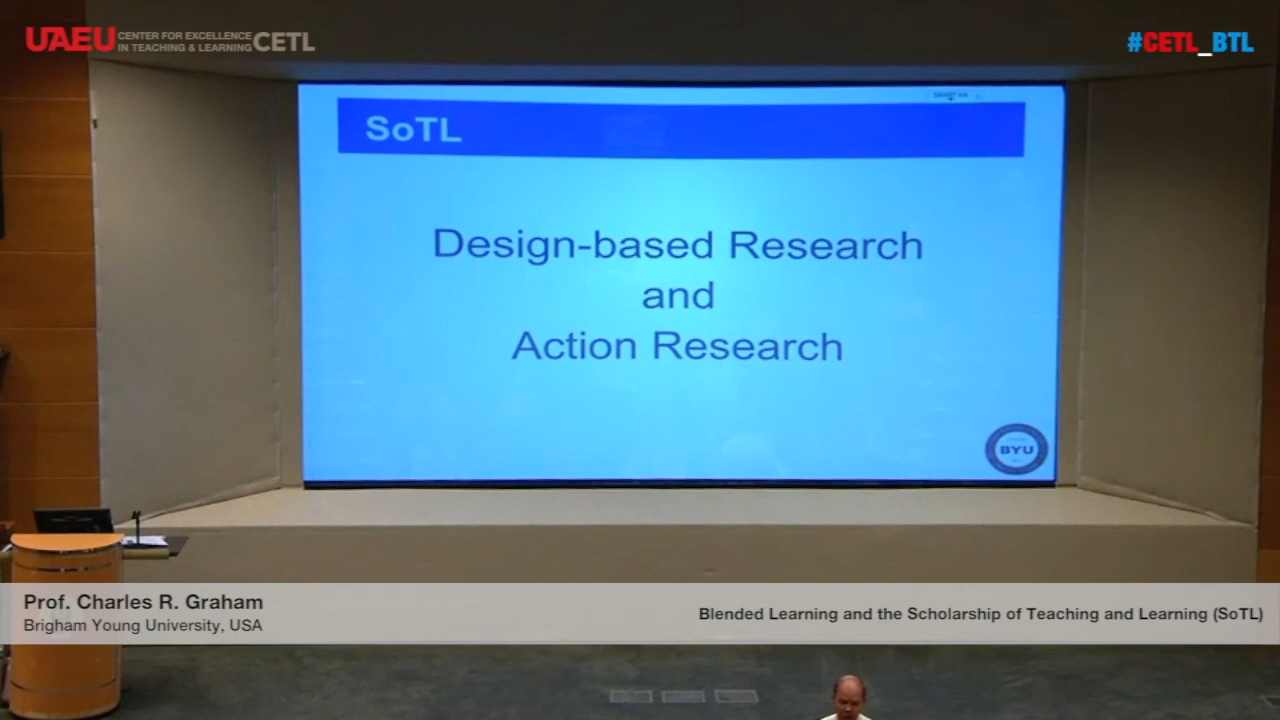 UAEU CENTER FOR EXCELLENCE
IN TEACHING & LEARNING CETL
#CETL_BTL
SoTL
Design-based Research
and
Action Research
BYU
Prof. Charles R. Graham
Brigham Young University, USA
Blended Learning and the Scholarship of Teaching and Learning (SoTL)